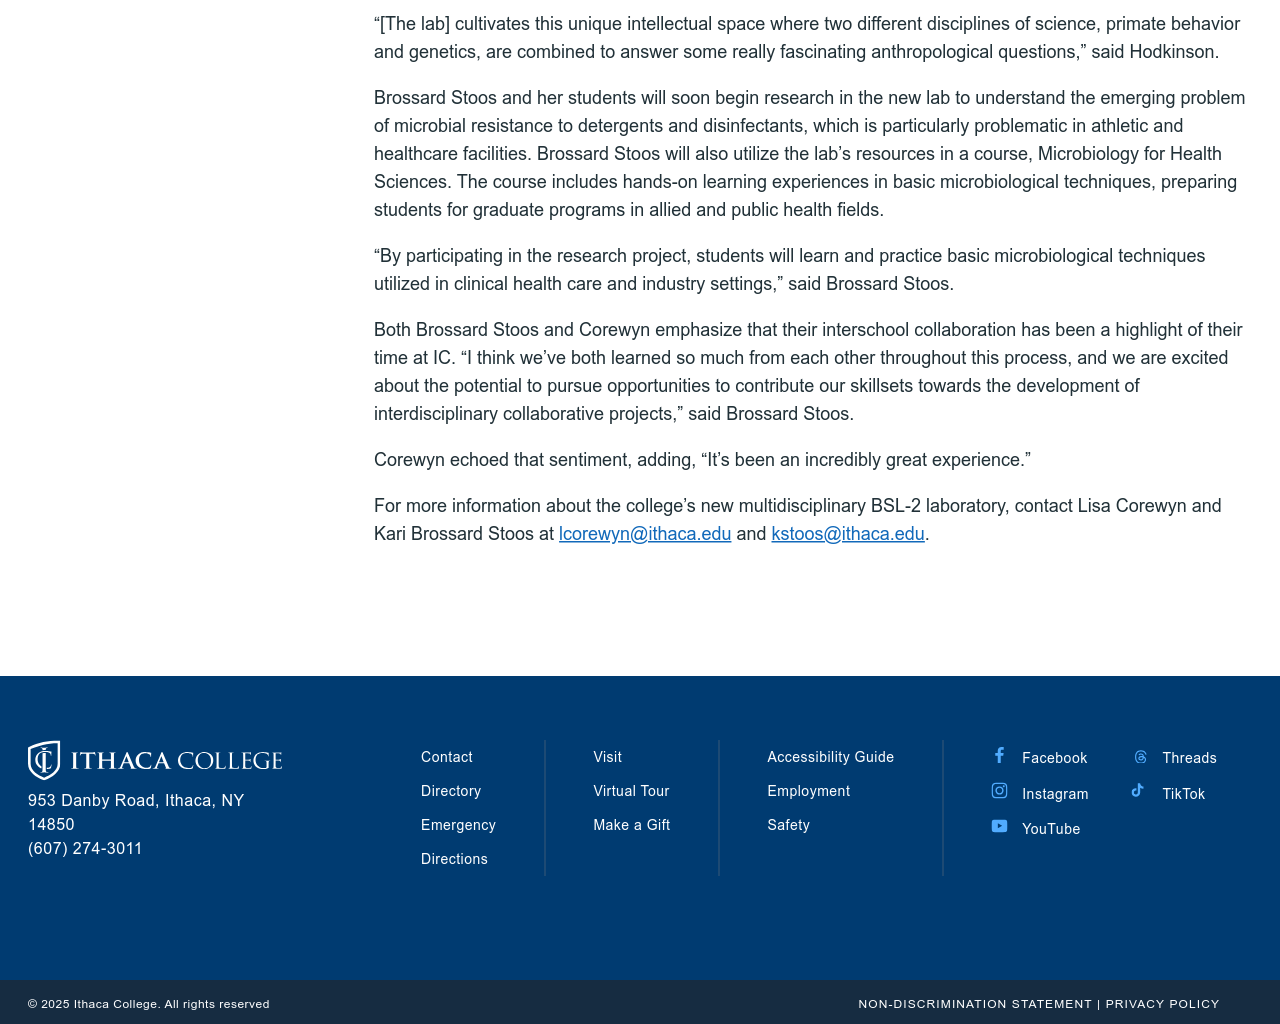 “[The lab] cultivates this unique intellectual space where two different disciplines of science, primate behavior
and genetics, are combined to answer some really fascinating anthropological questions,” said Hodkinson.
Brossard Stoos and her students will soon begin research in the new lab to understand the emerging problem
of microbial resistance to detergents and disinfectants, which is particularly problematic in athletic and
healthcare facilities. Brossard Stoos will also utilize the lab’s resources in a course, Microbiology for Health
Sciences. The course includes hands-on learning experiences in basic microbiological techniques, preparing
students for graduate programs in allied and public health fields.
“By participating in the research project, students will learn and practice basic microbiological techniques
utilized in clinical health care and industry settings,” said Brossard Stoos.
Both Brossard Stoos and Corewyn emphasize that their interschool collaboration has been a highlight of their
time at IC. “I think we’ve both learned so much from each other throughout this process, and we are excited
about the potential to pursue opportunities to contribute our skillsets towards the development of
interdisciplinary collaborative projects,” said Brossard Stoos.
Corewyn echoed that sentiment, adding, “It’s been an incredibly great experience.”
For more information about the college’s new multidisciplinary BSL-2 laboratory, contact Lisa Corewyn and
Kari Brossard Stoos at lcorewyn@ithaca.edu and kstoos@ithaca.edu.
ITHACA COLLEGE
953 Danby Road, Ithaca, NY
14850
(607) 274-3011
Contact
Directory
Emergency
Directions
Visit
Virtual Tour
Make a Gift
Accessibility Guide
Employment
Safety
Facebook
Instagram
YouTube
Threads
TikTok
© 2025 Ithaca College. All rights reserved
NON-DISCRIMINATION STATEMENT | PRIVACY POLICY